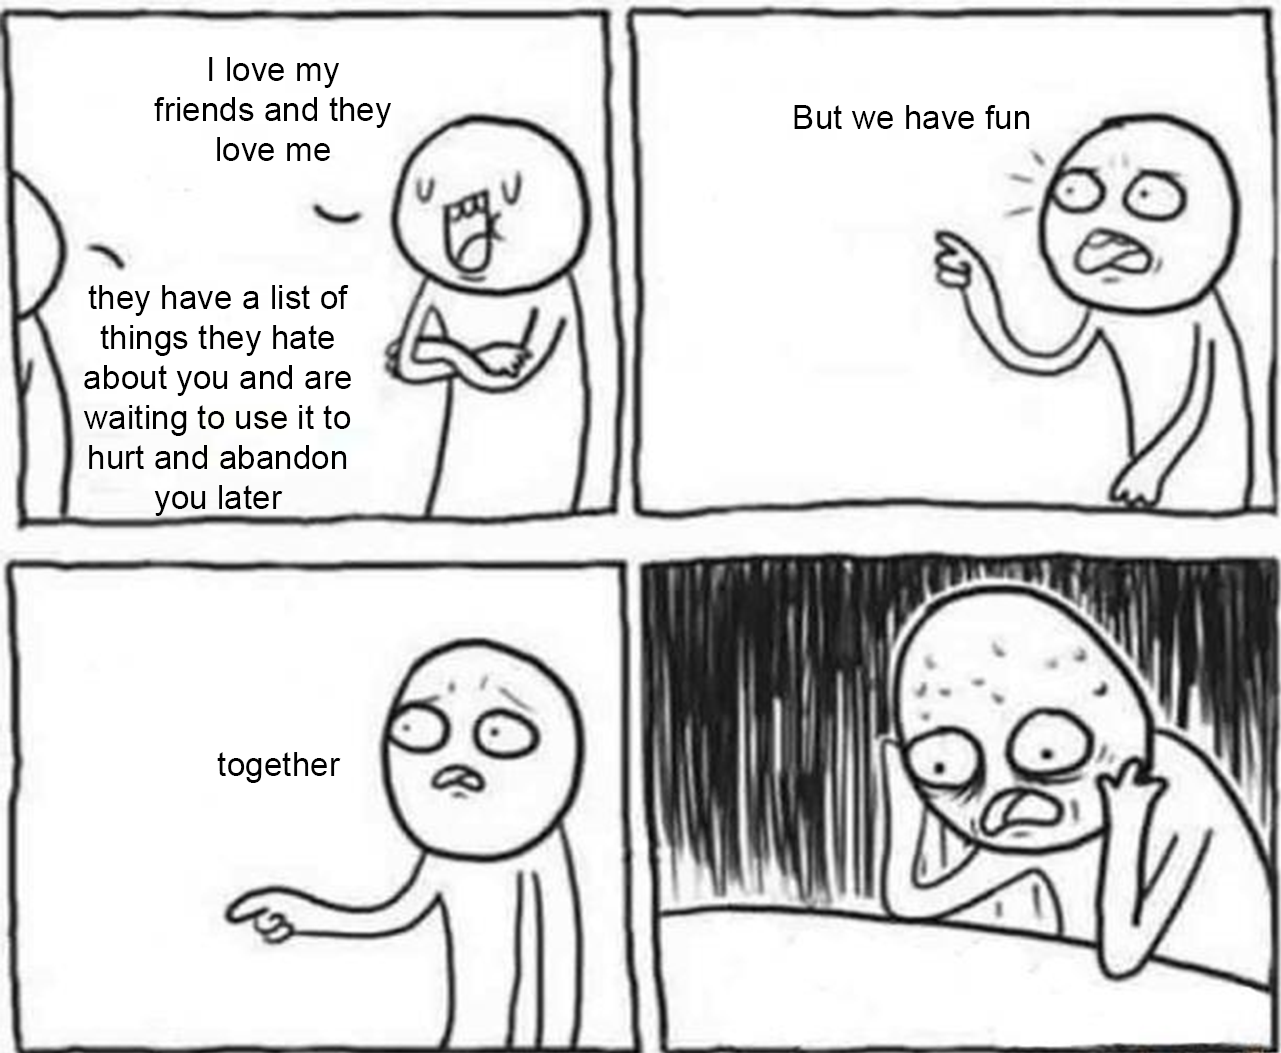 I love my
friends and they
love me
they have a list of
things they hate
about you and are
waiting to use it to
hurt and abandon
you later
But we have fun
together